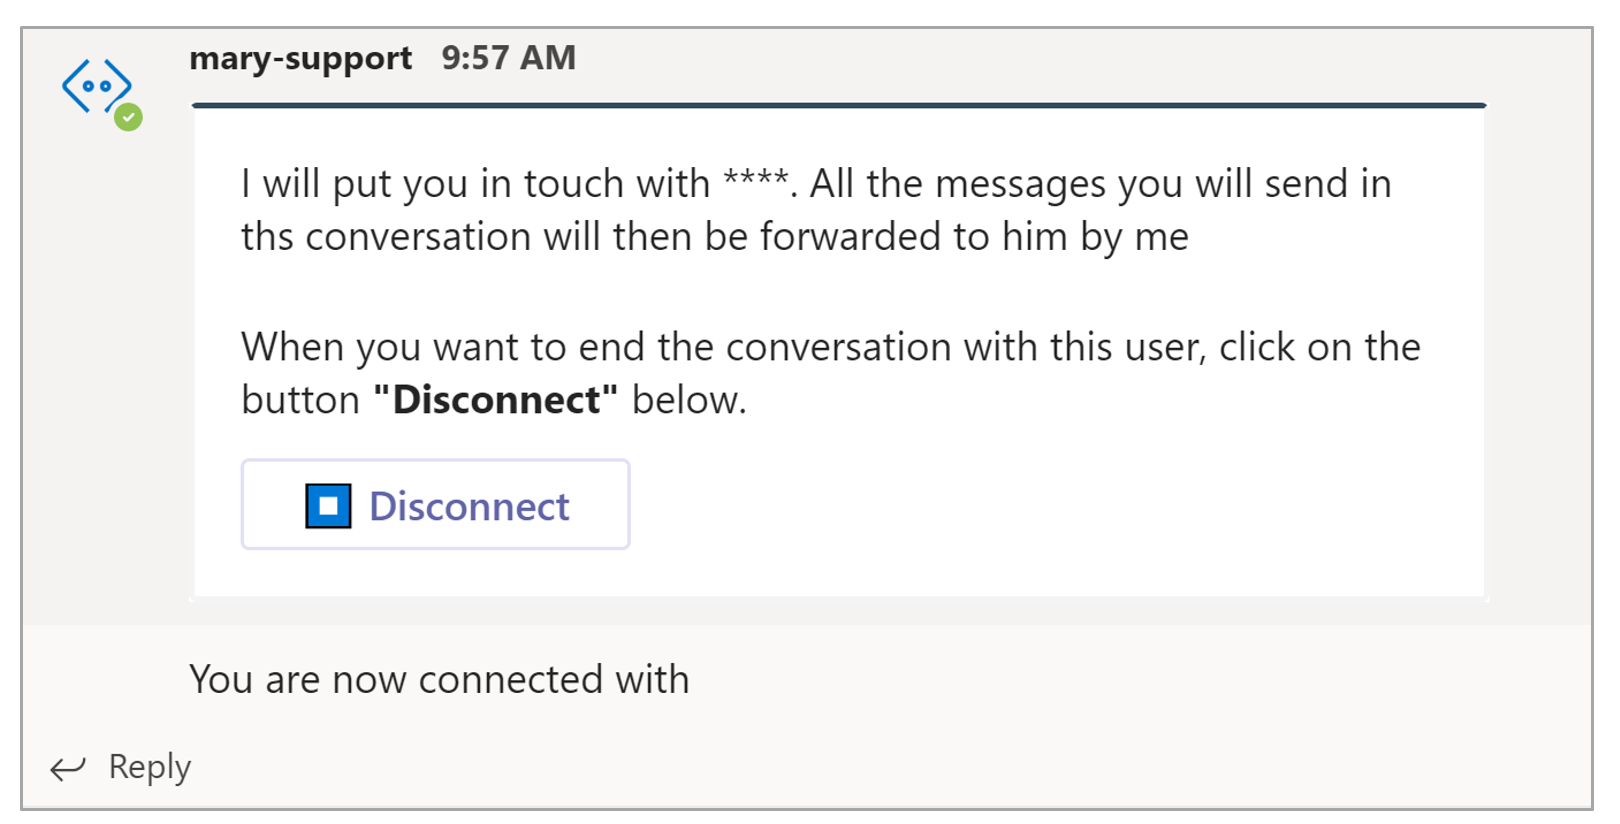 mary-support 9:57 AM
I will put you in touch with ****. All the messages you will send in
ths conversation will then be forwarded to him by me
When you want to end the conversation with this user, click on the
button "Disconnect" below.
Disconnect
You are now connected with
Reply